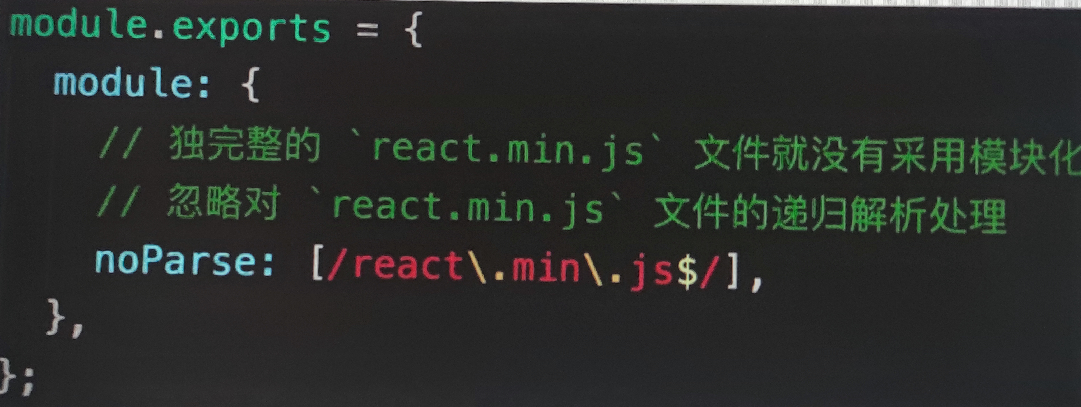 module.exports = {
  module: {
    // 独完整的 `react.min.js` 文件就没有采用模块化
    // 忽略对 `react.min.js` 文件的递归解析处理
    noParse: [/react\.min\.js$/],
  },
};